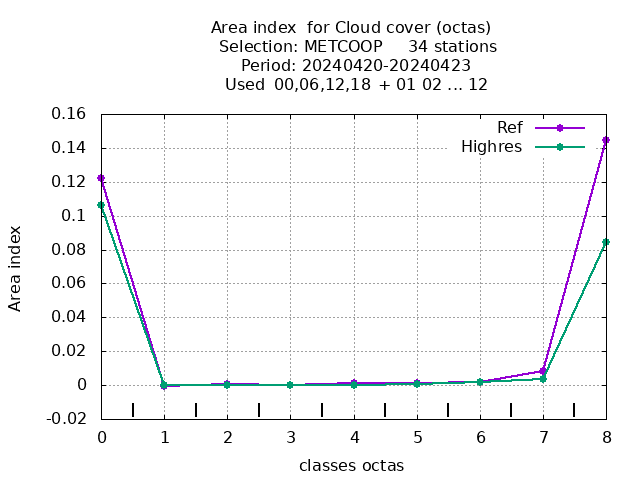 Area index  for Cloud cover (octas)
Selection: METCOOP     34 stations
Period: 20240420-20240423
Used  00,06,12,18 + 01 02 ... 12
Ref
Highres
0.16
0.14
0.12
0.1
0.08
0.06
0.04
0.02
0
-0.02
Area index
0 1 2 3 4 5 6 7 8
classes octas